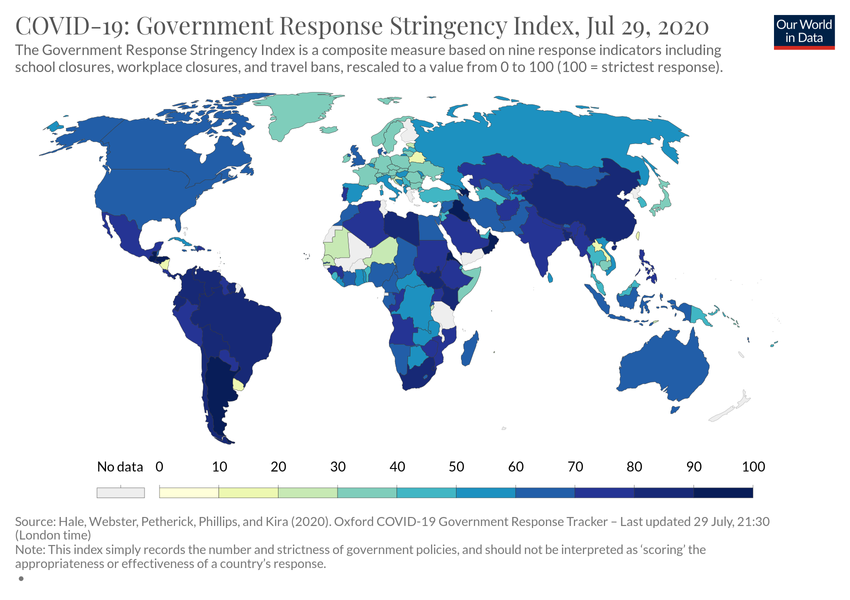 COVID-19: Government Response Stringency Index, Jul 29, 2020
Our World
in Data
The Government Response Stringency Index is a composite measure based on nine response indicators including
school closures, workplace closures, and travel bans, rescaled to a value from 0 to 100 (100 = strictest response).
No data 0 10 20 30 40 50 60 70 80 90 100
Source: Hale, Webster, Petherick, Phillips, and Kira (2020). Oxford COVID-19 Government Response Tracker – Last updated 29 July, 21:30
(London time)
Note: This index simply records the number and strictness of government policies, and should not be interpreted as ‘scoring’ the
appropriateness or effectiveness of a country's response.